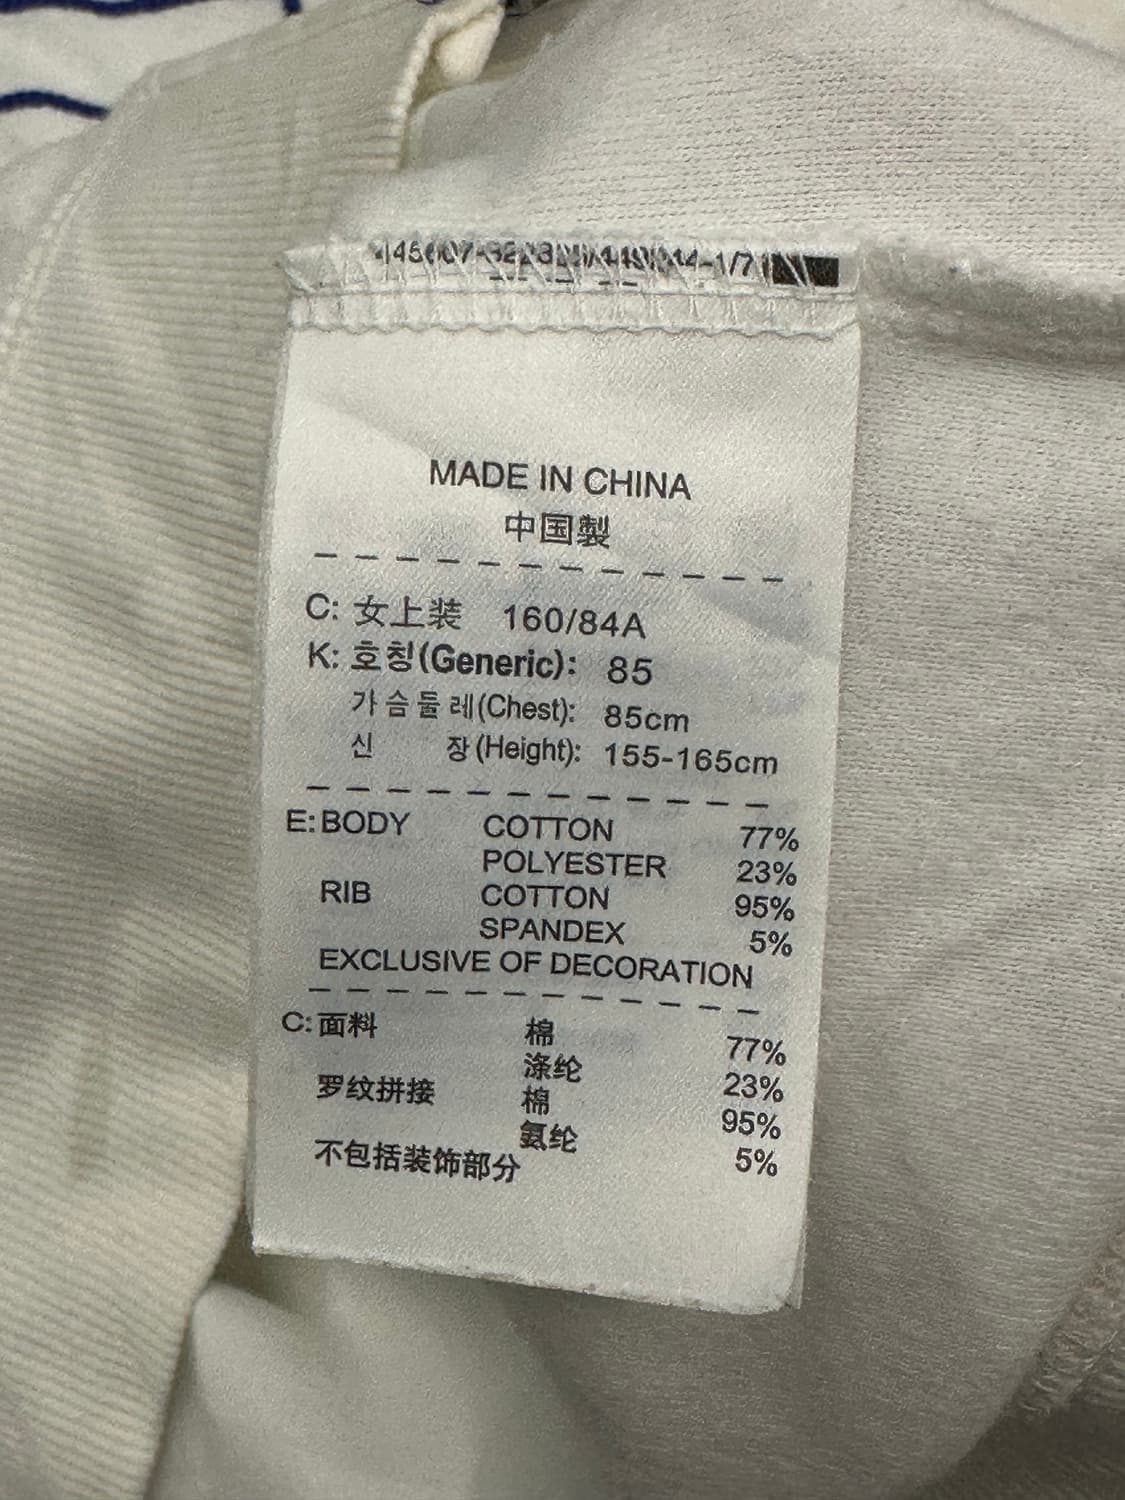 MADE IN CHINA
中国製
C: 女上装 160/84A
K: 호칭(Generic): 85
가슴둘레(Chest): 85cm
신 장(Height): 155-165cm
E: BODY COTTON 77%
POLYESTER 23%
RIB COTTON 95%
SPANDEX 5%
EXCLUSIVE OF DECORATION
C: 面料 棉 77%
涤纶 23%
罗纹拼接 棉 95%
氨纶 5%
不包括装饰部分